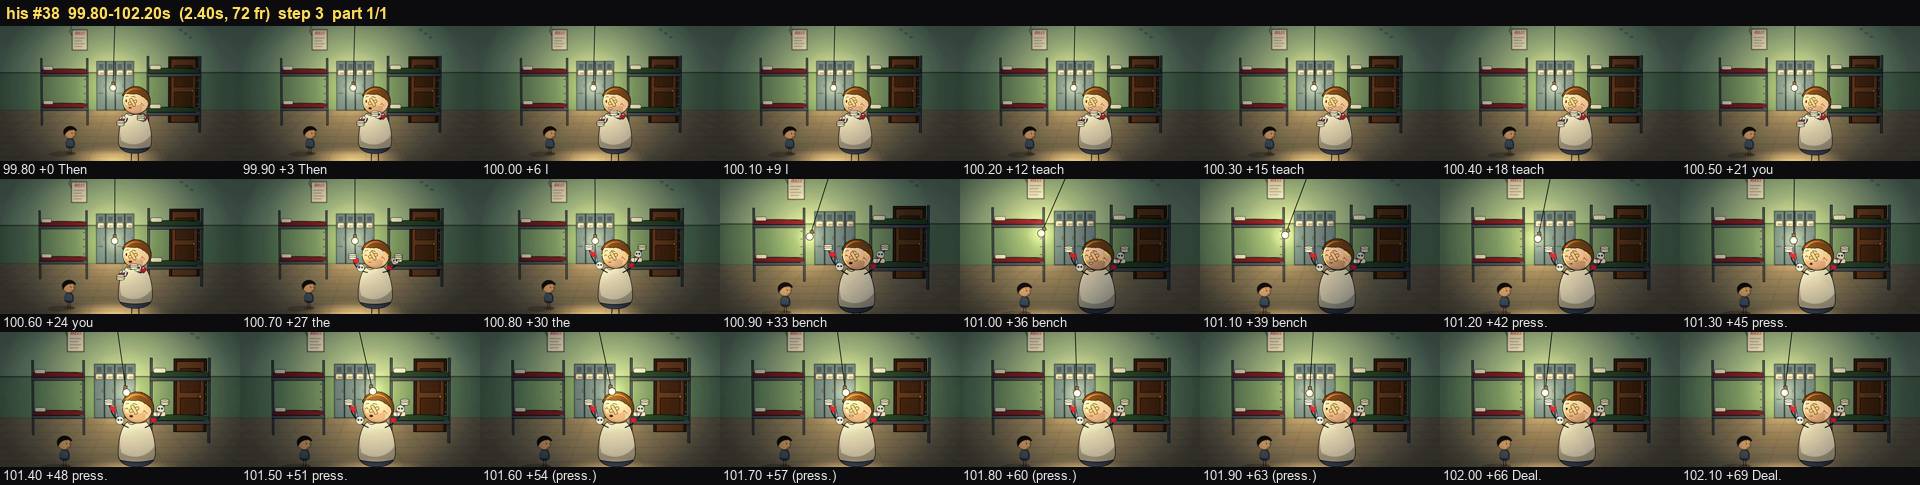 his #38 99.80-102.20s (2.40s, 72 fr) step 3 part 1/1
99.80 +0 Then
99.90 +3 Then
100.00 +6 I
100.10 +9 I
100.20 +12 teach
100.30 +15 teach
100.40 +18 teach
100.50 +21 you
100.60 +24 you
100.70 +27 the
100.80 +30 the
100.90 +33 bench
101.00 +36 bench
101.10 +39 bench
101.20 +42 press.
101.30 +45 press.
101.40 +48 press.
101.50 +51 press.
101.60 +54 (press.)
101.70 +57 (press.)
101.80 +60 (press.)
101.90 +63 (press.)
102.00 +66 Deal.
102.10 +69 Deal.